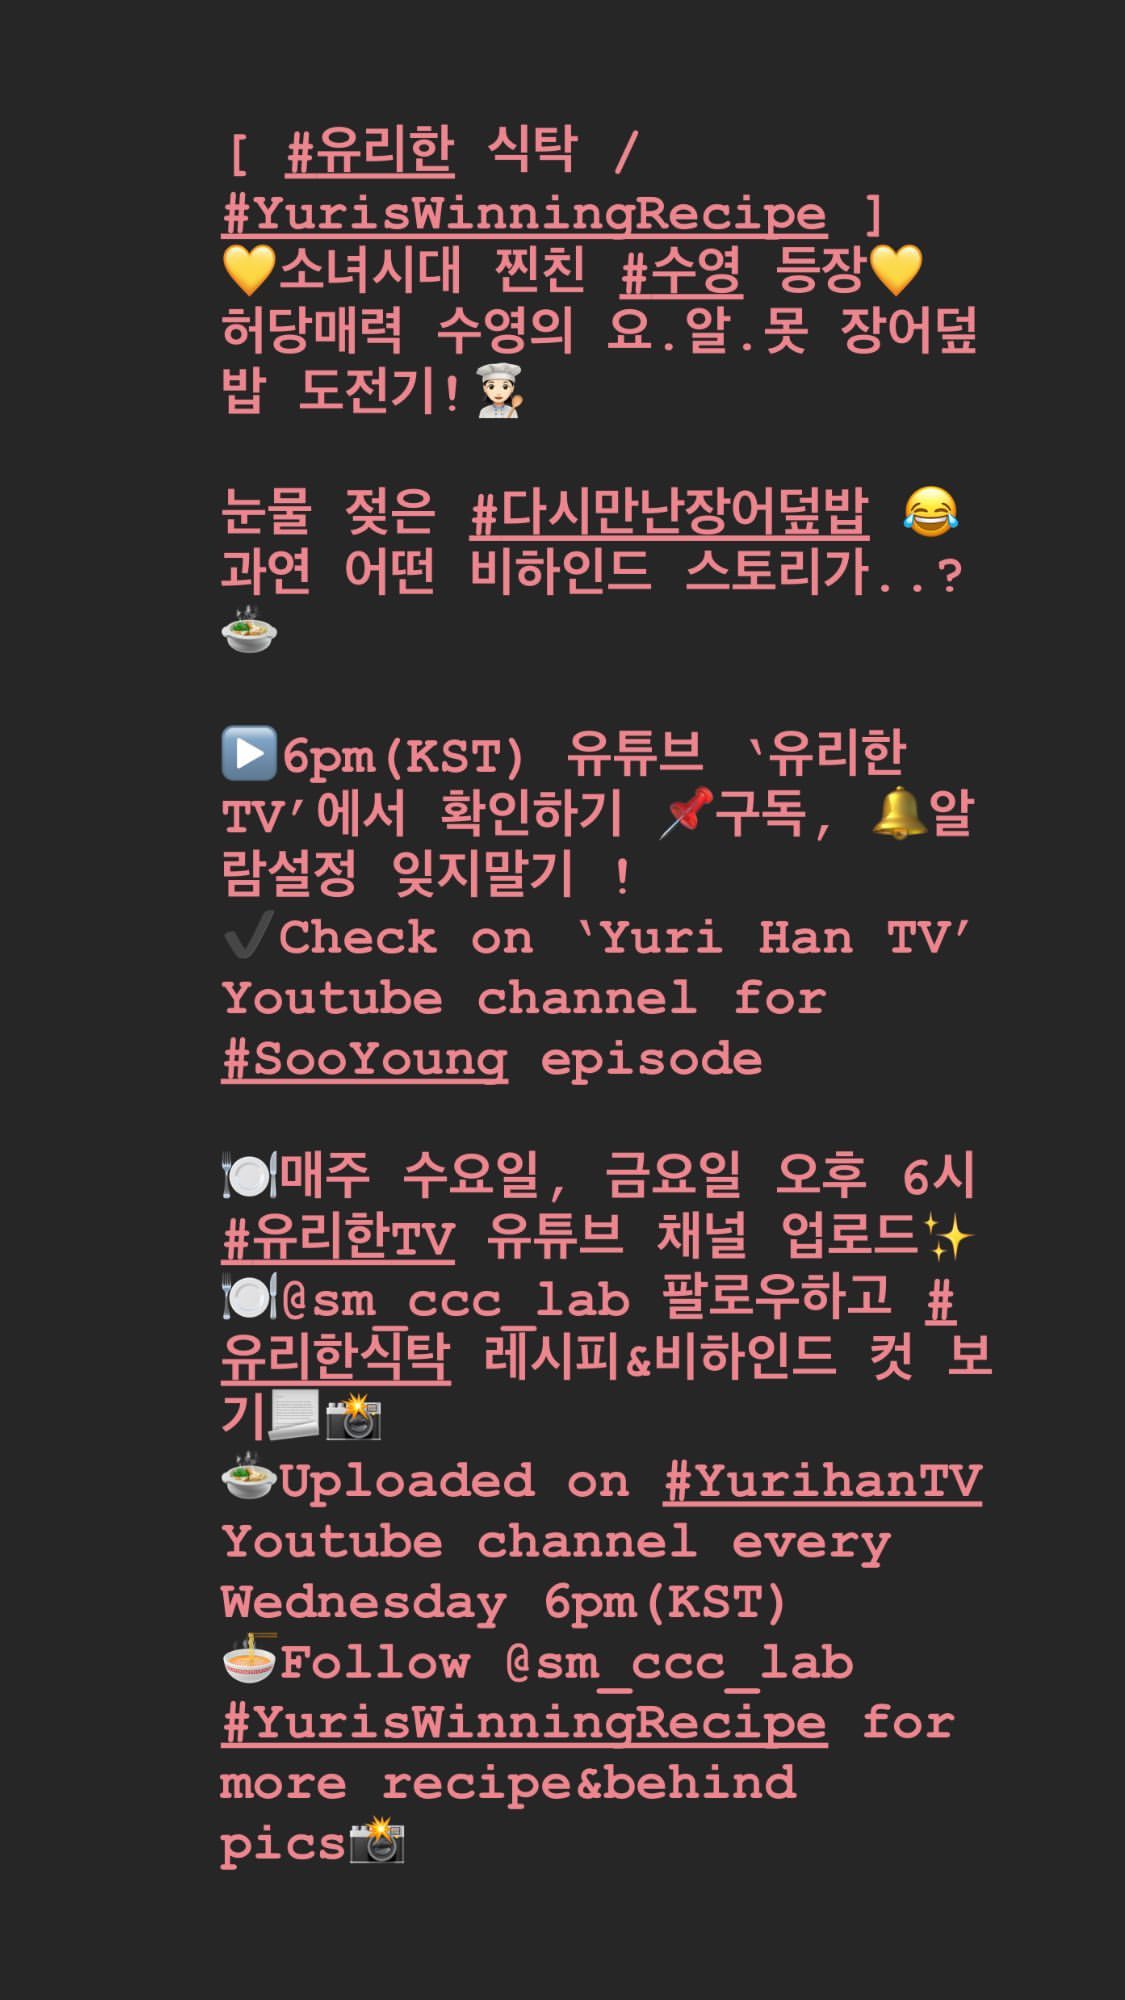 [ #유리한 식탁 /
#YurisWinningRecipe ]
💛소녀시대 찐친 #수영 등장💛
허당매력 수영의 요.알.못 장어덮
밥 도전기!👩🏻‍🍳
눈물 젖은 #다시만난장어덮밥 😂
과연 어떤 비하인드 스토리가..?
🍲
▶️6pm(KST) 유튜브 ‘유리한
TV’에서 확인하기 📌구독, 🔔알
람설정 잊지말기 !
✔️Check on ‘Yuri Han TV’
Youtube channel for
#SooYoung episode
🍽매주 수요일, 금요일 오후 6시
#유리한TV 유튜브 채널 업로드✨
🍽@sm_ccc_lab 팔로우하고 #
유리한식탁 레시피&비하인드 컷 보
기📃📸
🍲Uploaded on #YurihanTV
Youtube channel every
Wednesday 6pm(KST)
🍜Follow @sm_ccc_lab
#YurisWinningRecipe for
more recipe&behind
pics📸